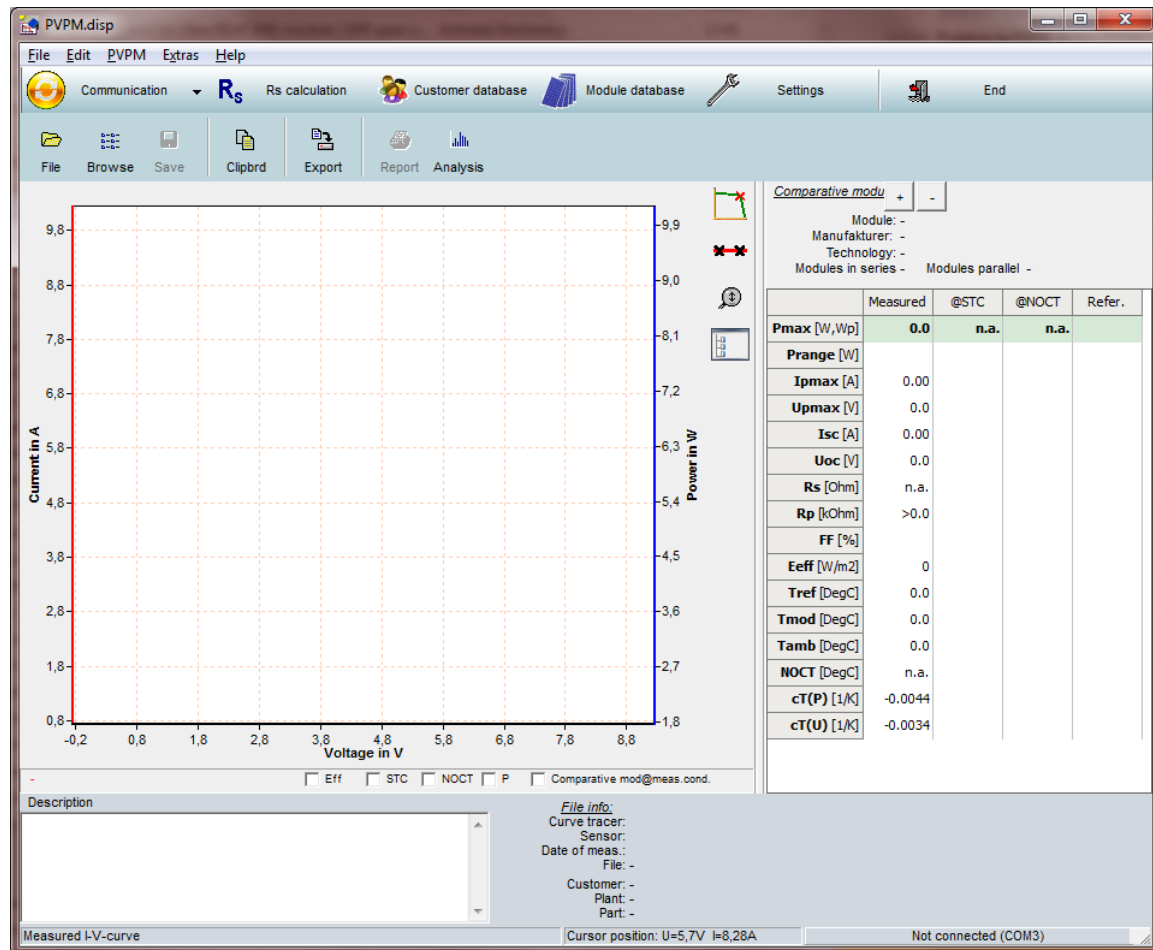 PVPM.disp
File Edit PVPM Extras Help
Communication Rs Rs calculation Customer database Module database Settings End
File Browse Save Clipbrd Export Report Analysis
Comparative modu + -
Module: -
Manufakturer: -
Technology: -
Modules in series - Modules parallel -
Measured @STC @NOCT Refer.
Pmax [W,Wp] 0.0 n.a. n.a.
Prange [W]
Ipmax [A] 0.00
Upmax [V] 0.0
Isc [A] 0.00
Uoc [V] 0.0
Rs [Ohm] n.a.
Rp [kOhm] >0.0
FF [%]
Eeff [W/m2] 0
Tref [DegC] 0.0
Tmod [DegC] 0.0
Tamb [DegC] 0.0
NOCT [DegC] n.a.
cT(P) [1/K] -0.0044
cT(U) [1/K] -0.0034
Current in A
9,8
8,8
7,8
6,8
5,8
4,8
3,8
2,8
1,8
0,8
9,9
9,0
8,1
7,2
6,3
5,4
4,5
3,6
2,7
1,8
Power in W
-0,2 0,8 1,8 2,8 3,8 4,8 5,8 6,8 7,8 8,8
Voltage in V
- Eff STC NOCT P Comparative mod@meas.cond.
Description
File info:
Curve tracer:
Sensor:
Date of meas.:
File: -
Customer: -
Plant: -
Part: -
Measured I-V-curve Cursor position: U=5,7V I=8,28A Not connected (COM3)